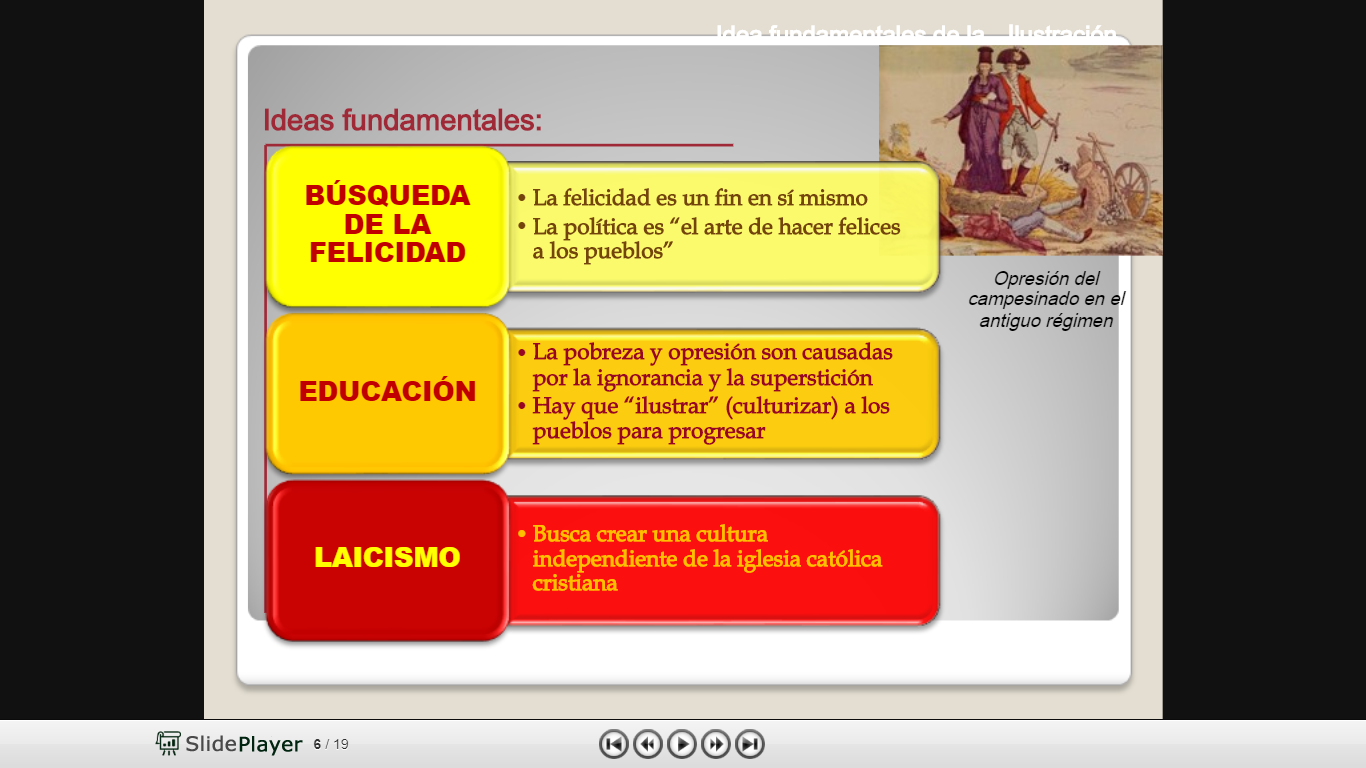 Idea fundamentales de la Ilustración
Ideas fundamentales:
BÚSQUEDA
DE LA
FELICIDAD
• La felicidad es un fin en sí mismo
• La política es “el arte de hacer felices
a los pueblos”
Opresión del
campesinado en el
antiguo régimen
EDUCACIÓN
• La pobreza y opresión son causadas
por la ignorancia y la superstición
• Hay que “ilustrar” (culturizar) a los
pueblos para progresar
LAICISMO
• Busca crear una cultura
independiente de la iglesia católica
cristiana
SlidePlayer 6 / 19